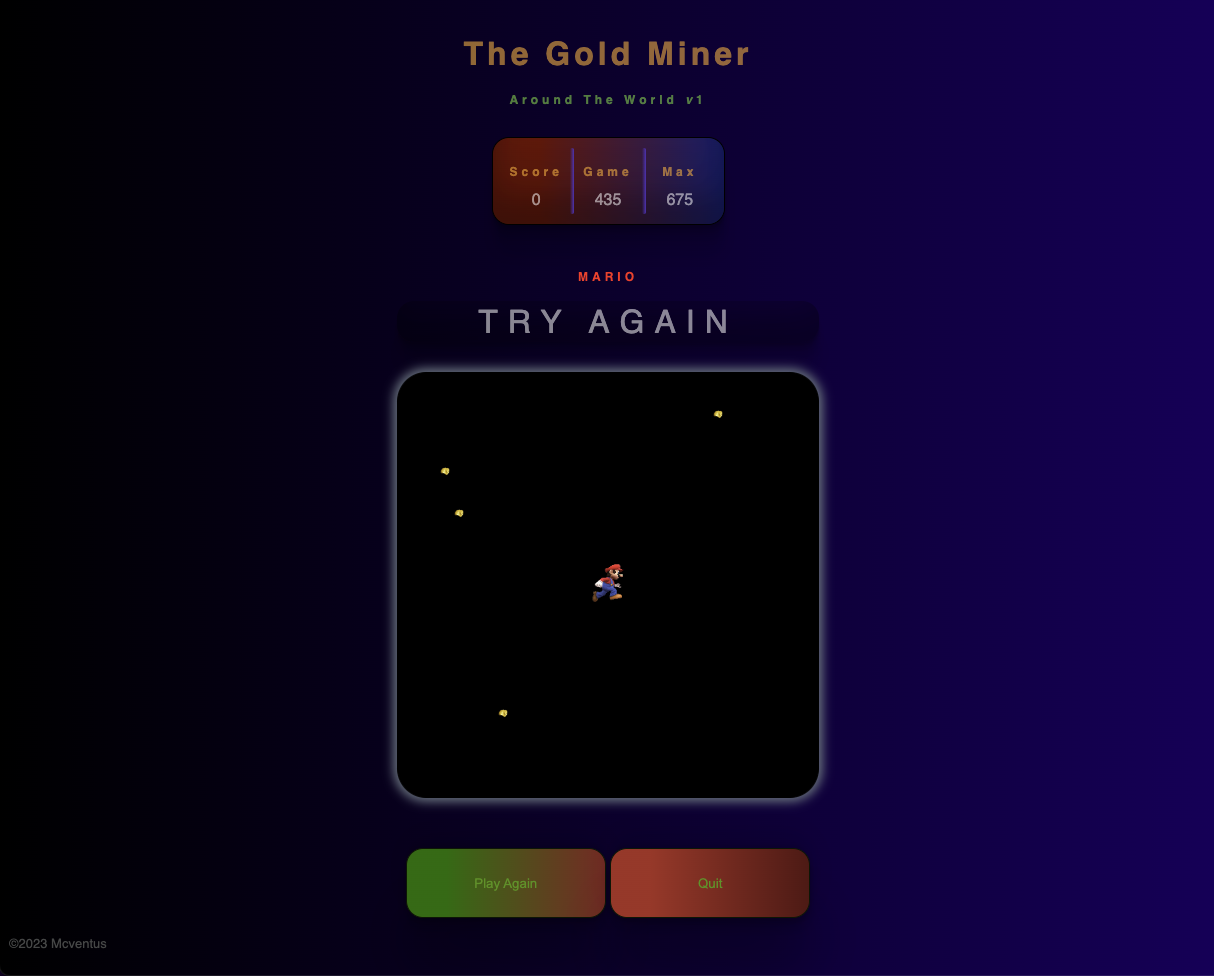 The Gold Miner
Around The World v1
Score Game Max
0 435 675
MARIO
TRY AGAIN
Play Again Quit
©2023 Mcventus